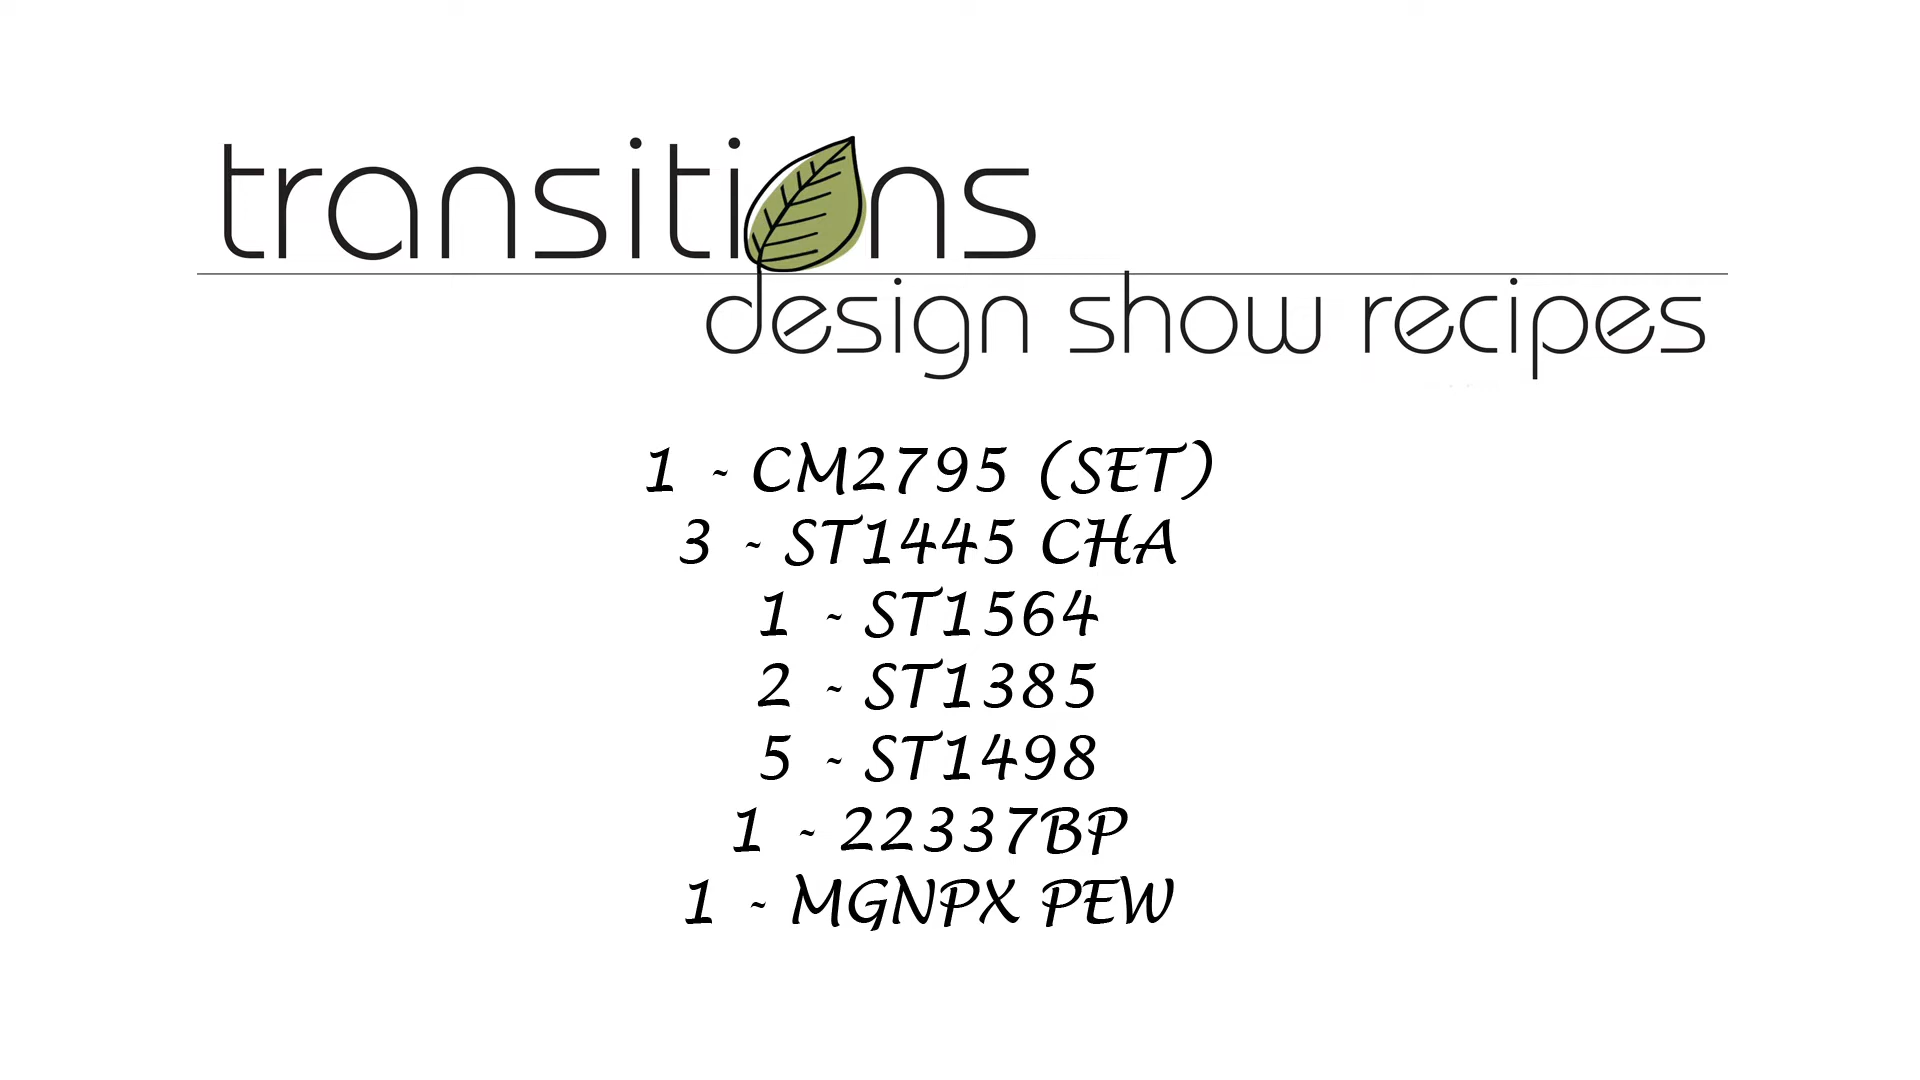 transitions
design show recipes
1 - CM2795 (SET)
3 - ST1445 CHA
1 - ST1564
2 - ST1385
5 - ST1498
1 - 22337BP
1 - MGNPX PEW